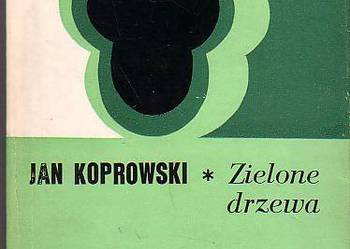 JAN KOPROWSKI * Zielone
drzewa